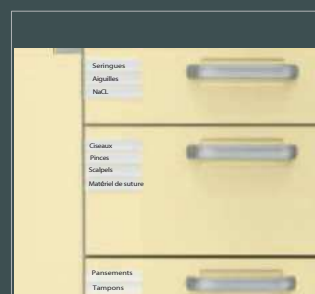 Seringues
Aiguilles
NaCL
Ciseaux
Pinces
Scalpels
Matériel de suture
Pansements
Tampons